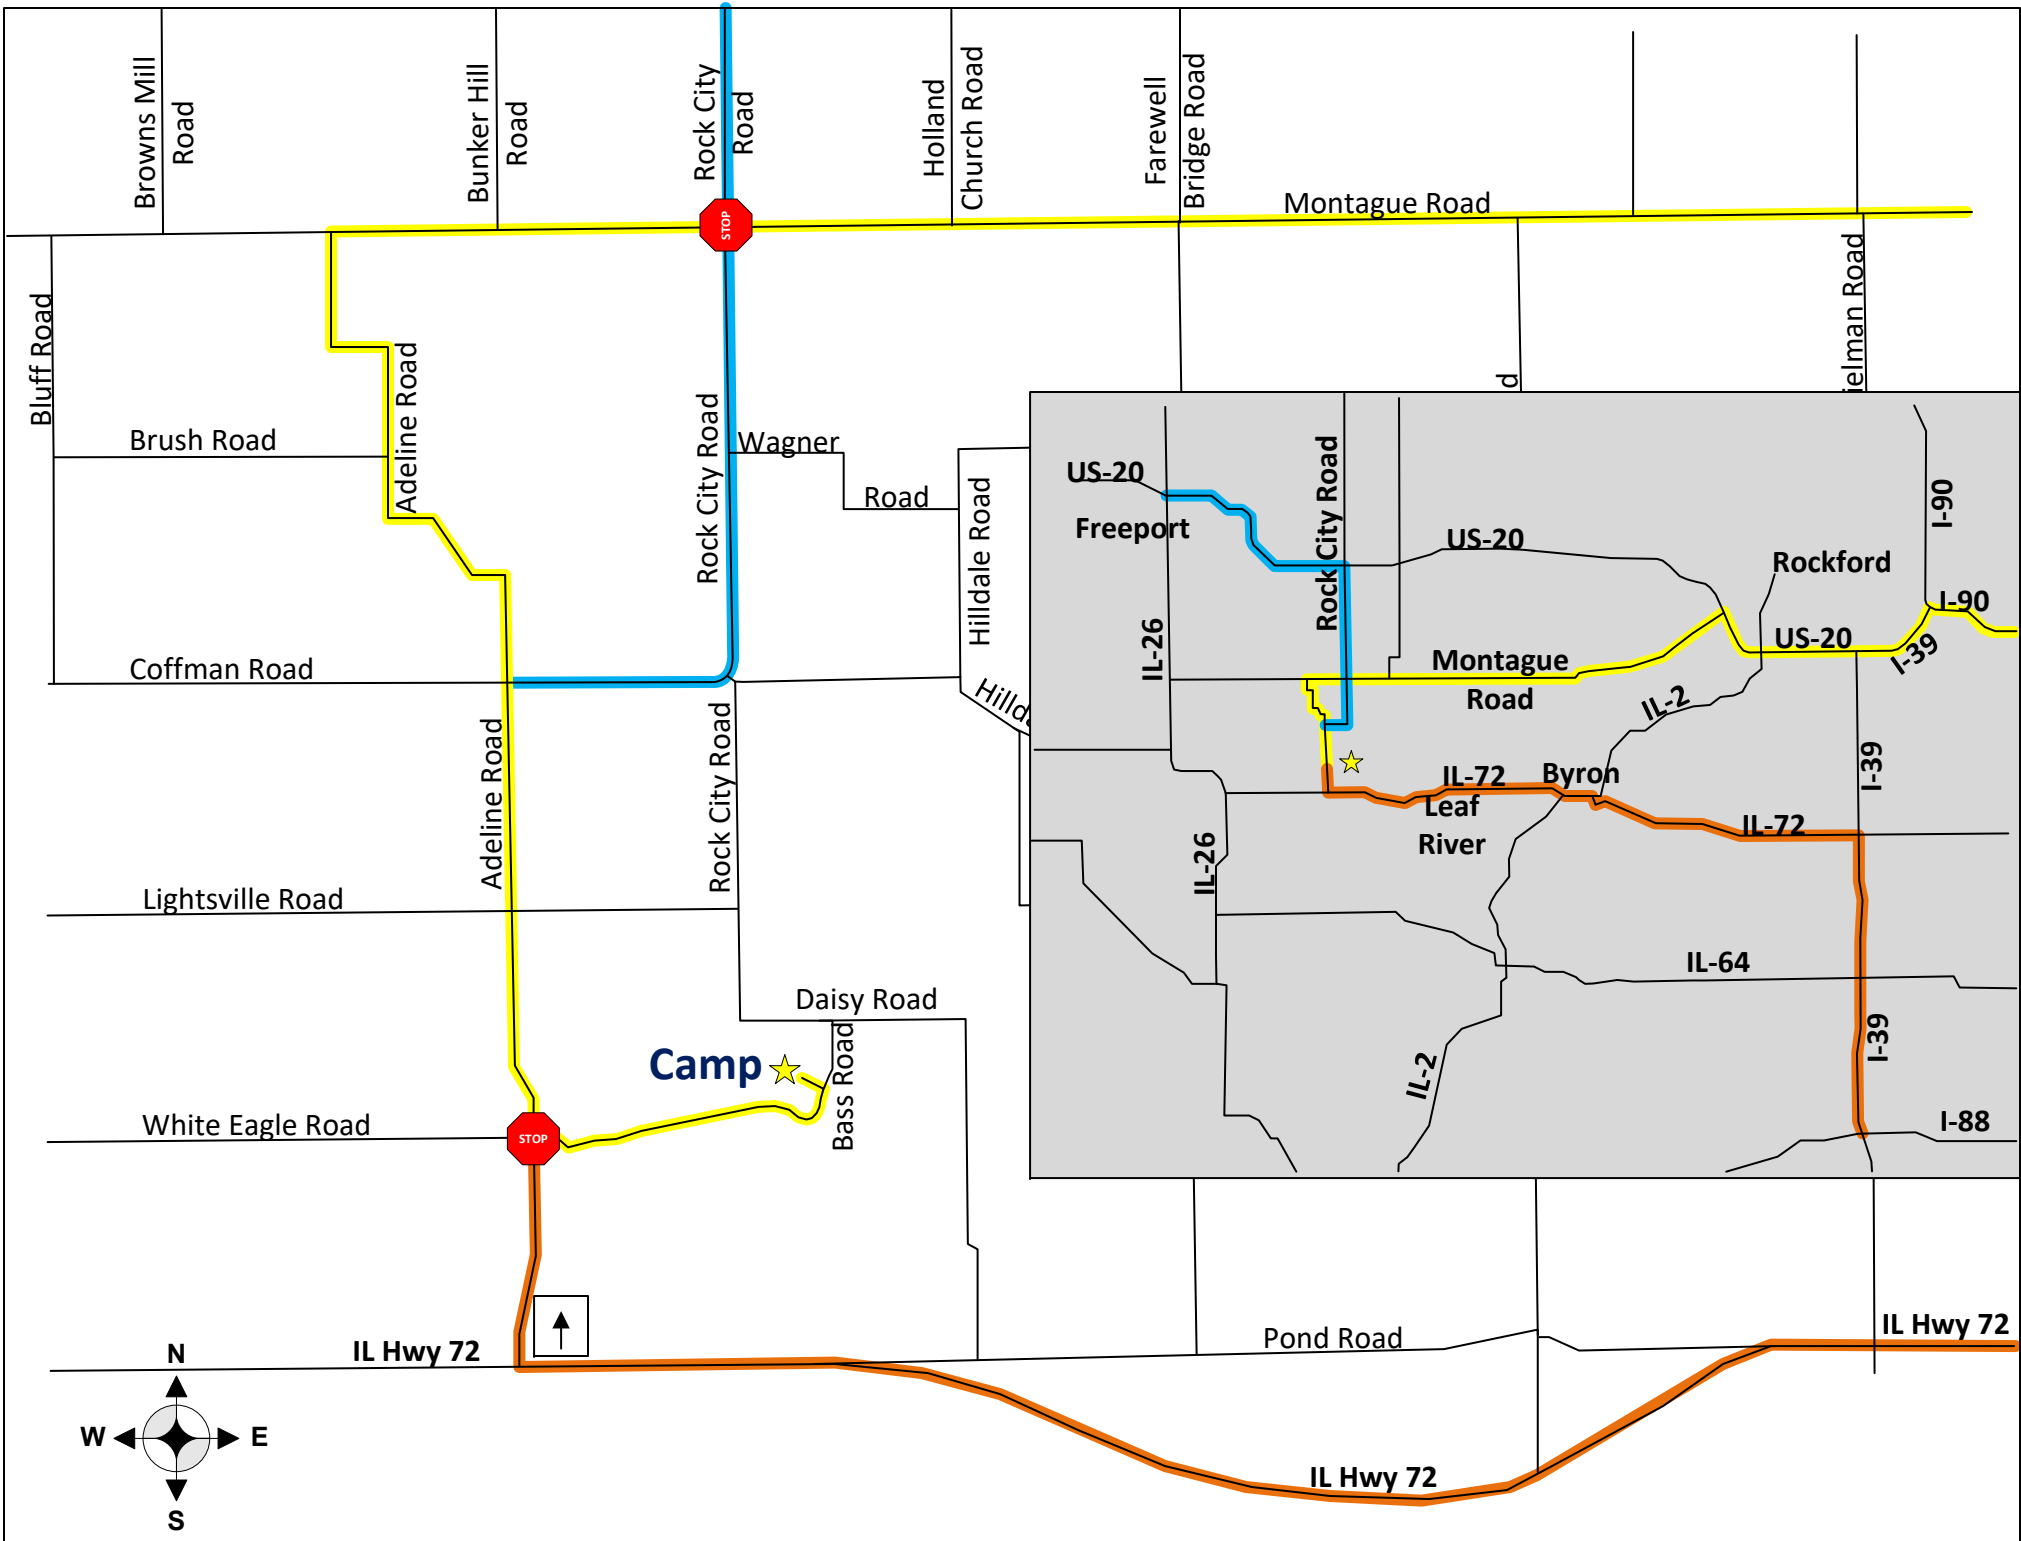 Browns Mill
Road
Bunker Hill
Road
Rock City
Road
Holland
Church Road
Farewell
Bridge Road
Montague Road
STOP
Bluff Road
Adeline Road
Brush Road
Rock City Road
Wagner
Road
Hilldale Road
d
ielman Road
Coffman Road
Hilld
Adeline Road
Rock City Road
Lightsville Road
Daisy Road
Camp
Bass Road
White Eagle Road
STOP
US-20
Freeport
Rock City Road
US-20
I-90
Rockford
I-90
US-20
I-39
IL-26
Montague
Road
IL-2
I-39
IL-72
Byron
Leaf
River
IL-72
IL-26
IL-64
I-39
IL-2
I-88
Pond Road
IL Hwy 72
IL Hwy 72
IL Hwy 72
N
W
E
S